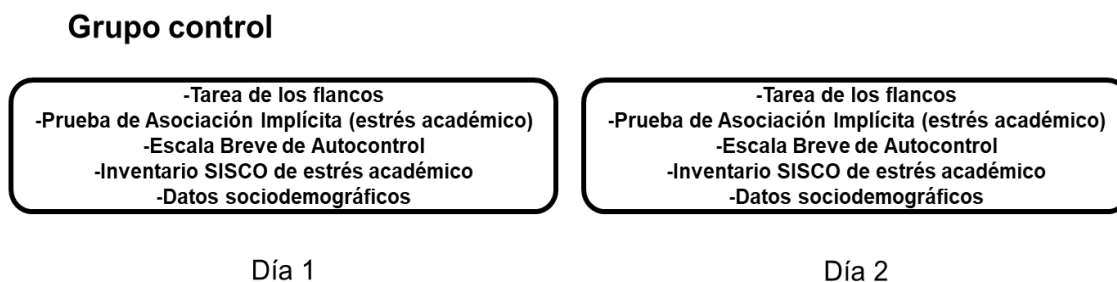 Grupo control
-Tarea de los flancos
-Prueba de Asociación Implícita (estrés académico)
-Escala Breve de Autocontrol
-Inventario SISCO de estrés académico
-Datos sociodemográficos
Día 1
-Tarea de los flancos
-Prueba de Asociación Implícita (estrés académico)
-Escala Breve de Autocontrol
-Inventario SISCO de estrés académico
-Datos sociodemográficos
Día 2